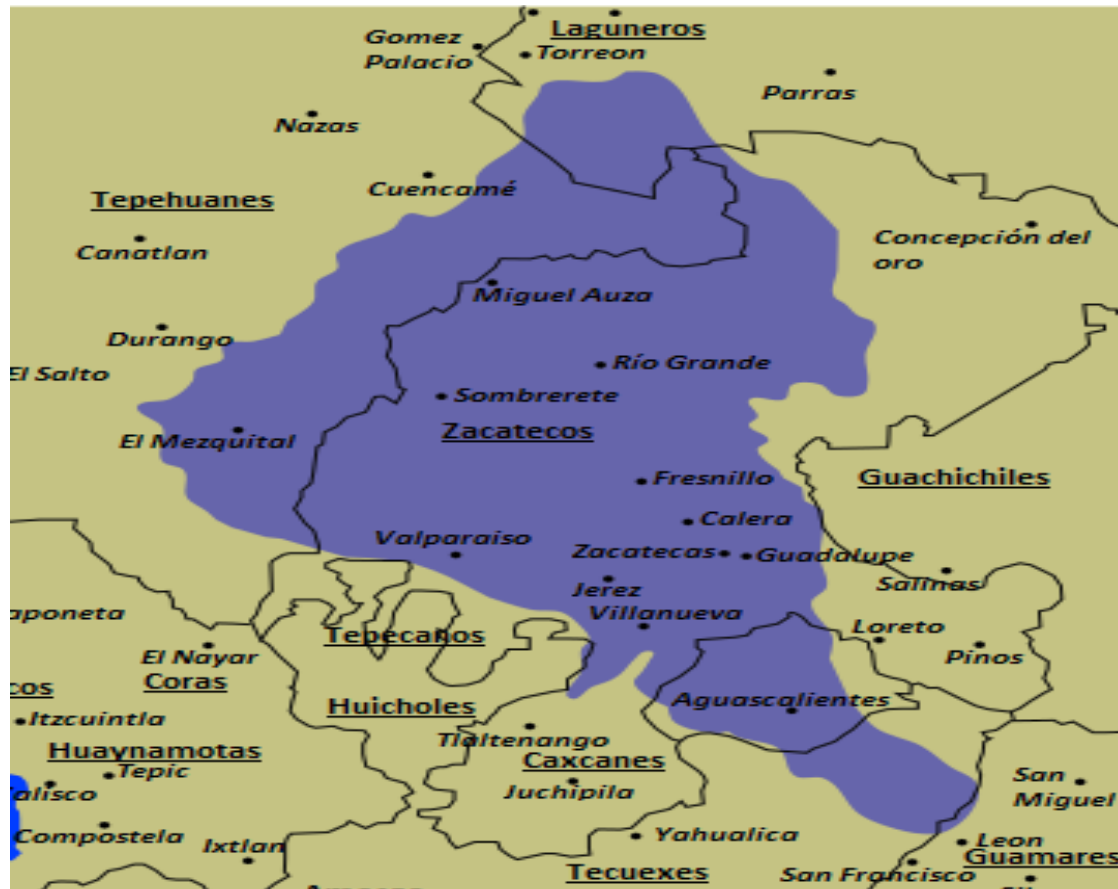 Laguneros
Gomez
Palacio
Torreon
Parras
Nazas
Cuencamé
Tepehuanes
Canatlan
Concepción del
oro
Miguel Auza
Durango
El Salto
Río Grande
Sombrerete
El Mezquital
Zacatecos
Fresnillo
Guachichiles
Calera
Valparaiso
Zacatecas
Guadalupe
Jerez
Salinas
aponeta
Villanueva
Tepecanos
Loreto
El Nayar
Pinos
Coras
cos
Aguascalientes
Huicholes
Itzcuintla
Tlaltenango
Huaynamotas
Caxcanes
Tepic
San
Miguel
Juchipila
alisco
Compostela
Yahualica
Ixtlan
Leon
Guamares
Tecuexes
San Francisco